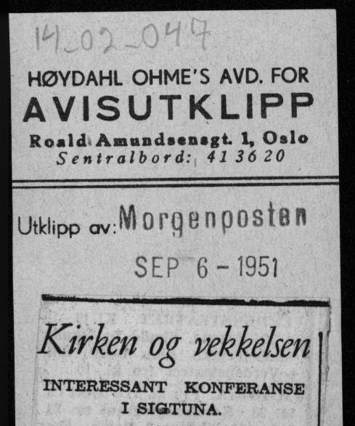 14-02-047
HØYDAHL OHME'S AVD. FOR
AVISUTKLIPP
Roald Amundsensgt. 1, Oslo
Sentralbord: 41 36 20
Utklipp av: Morgenposten
SEP 6-1951
Kirken og vekkelsen
INTERESSANT KONFERANSE
I SIGTUNA.